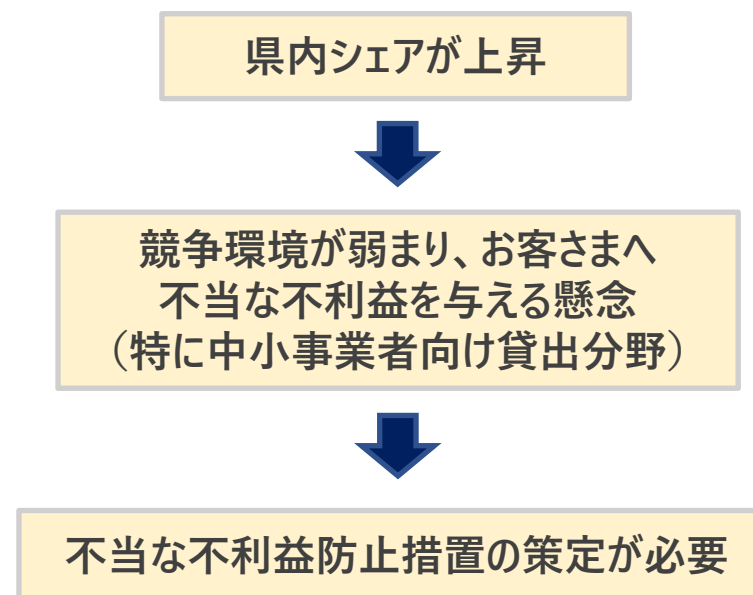 県内シェアが上昇
競争環境が弱まり、お客さまへ
不当な不利益を与える懸念
（特に中小事業者向け貸出分野）
不当な不利益防止措置の策定が必要